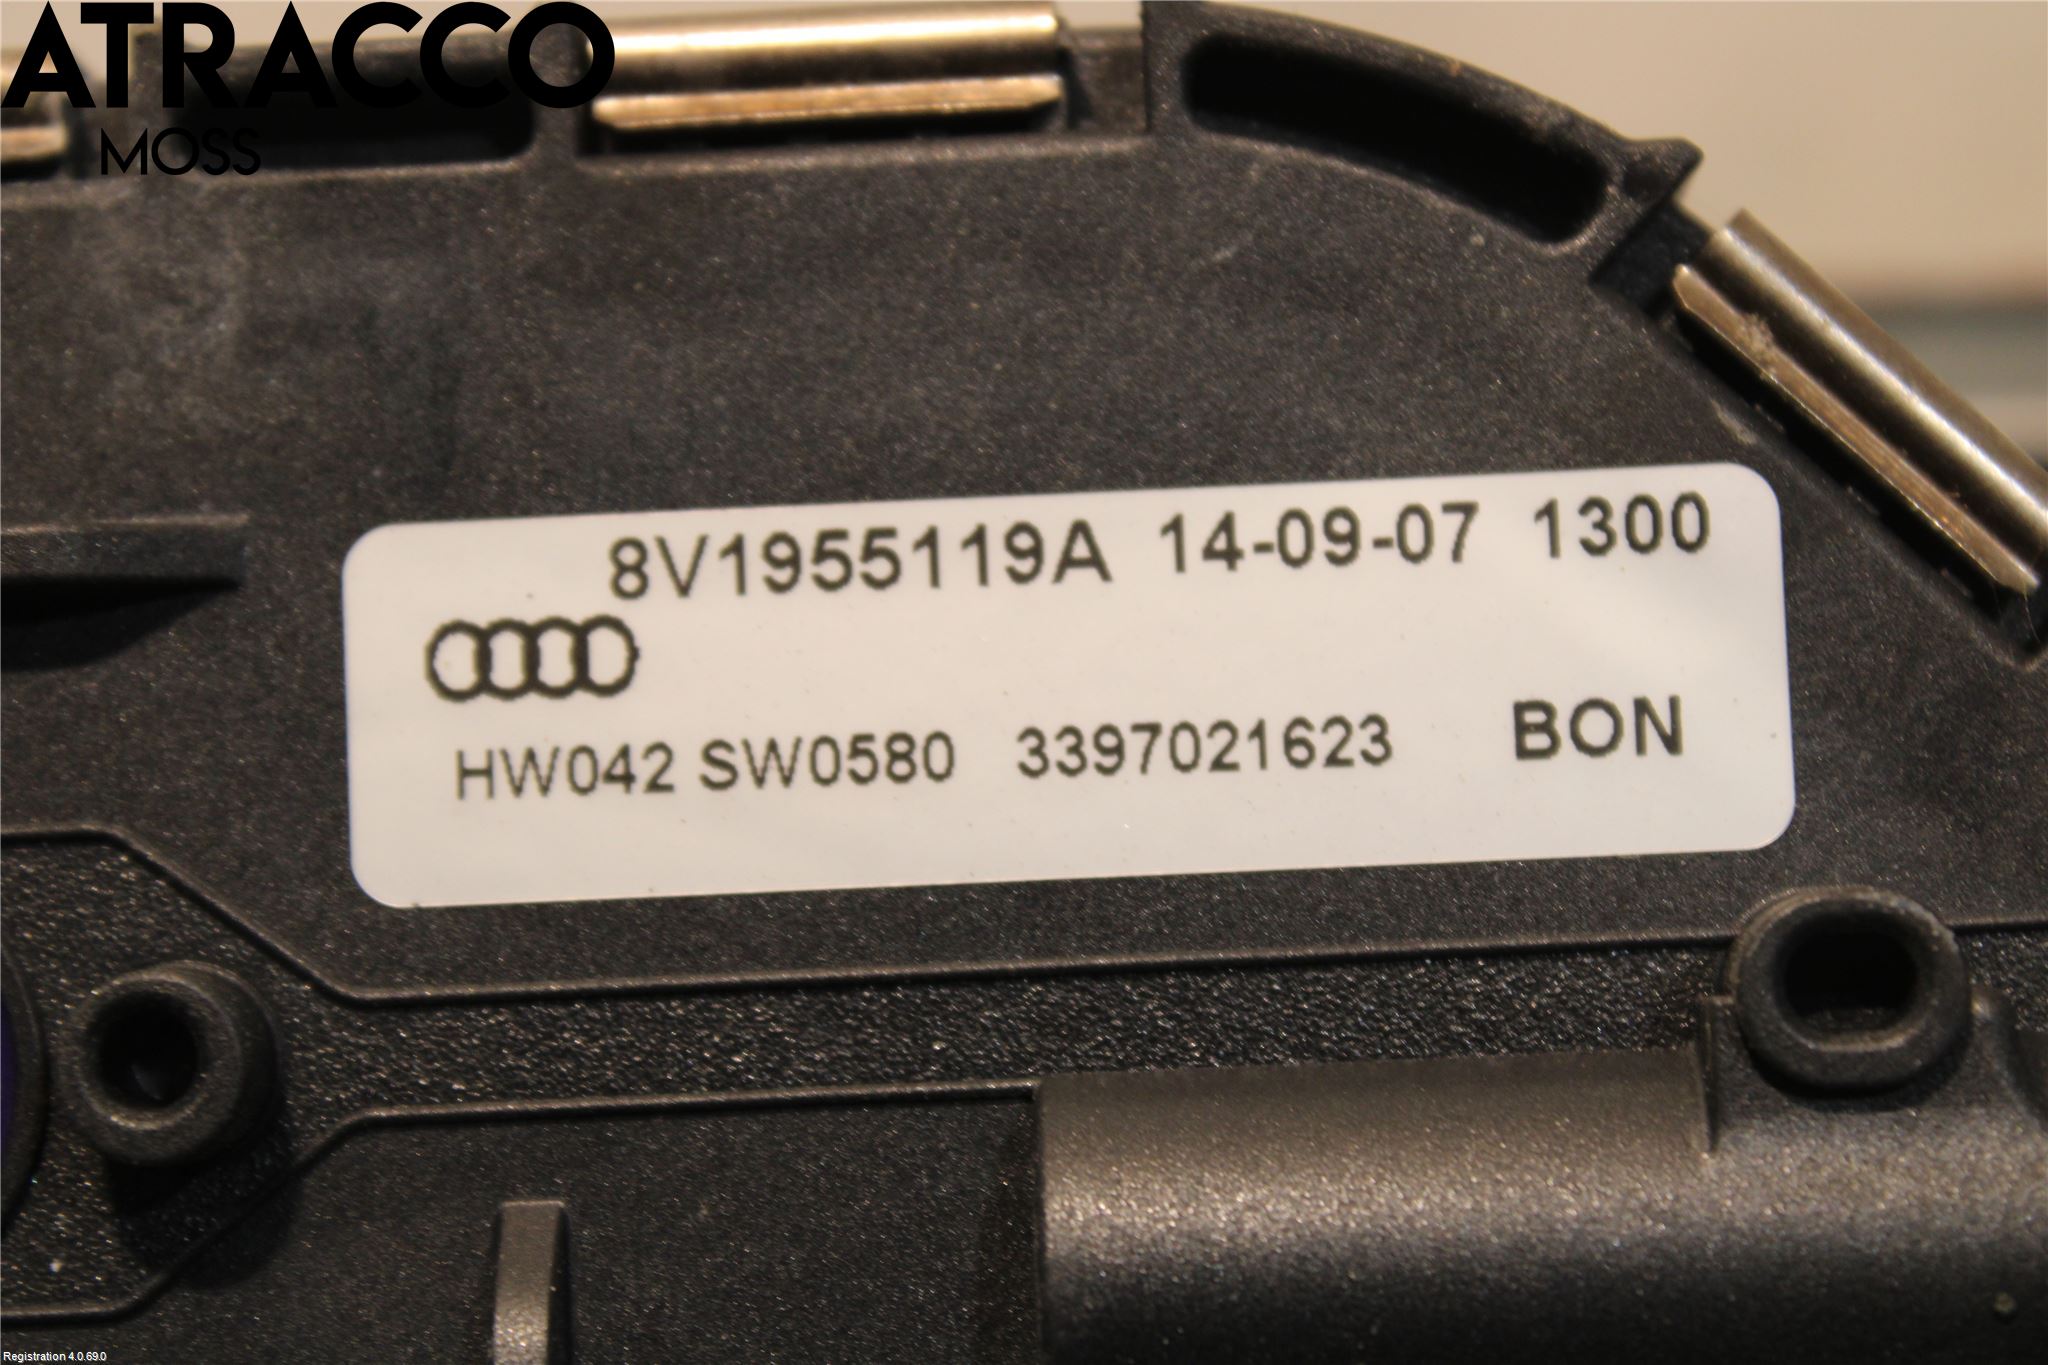 ATRACCO
MOSS
8V1955119A 14-09-07 1300
HW042 SW0580 3397021623 BON
Registration 4.0.69.0